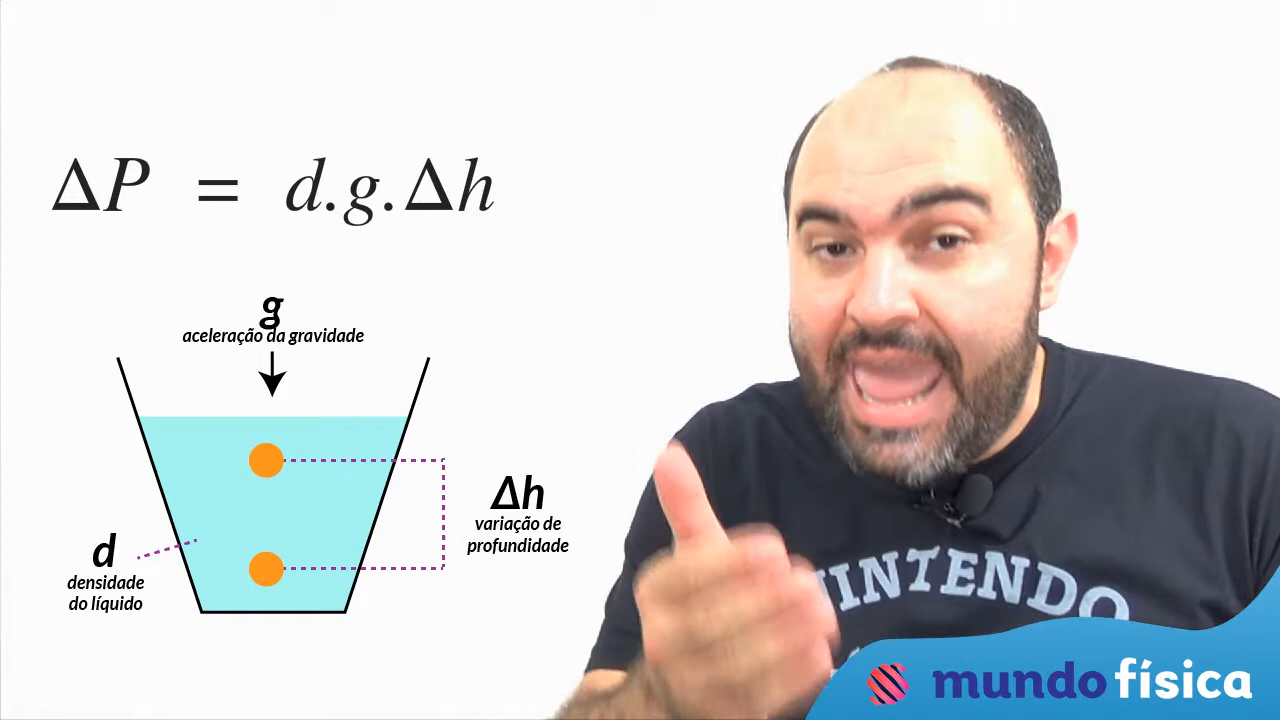 ΔP = d.g.Δh
g
aceleração da gravidade
Δh
variação de
profundidade
d
densidade
do líquido
NINTENDO
mundo física